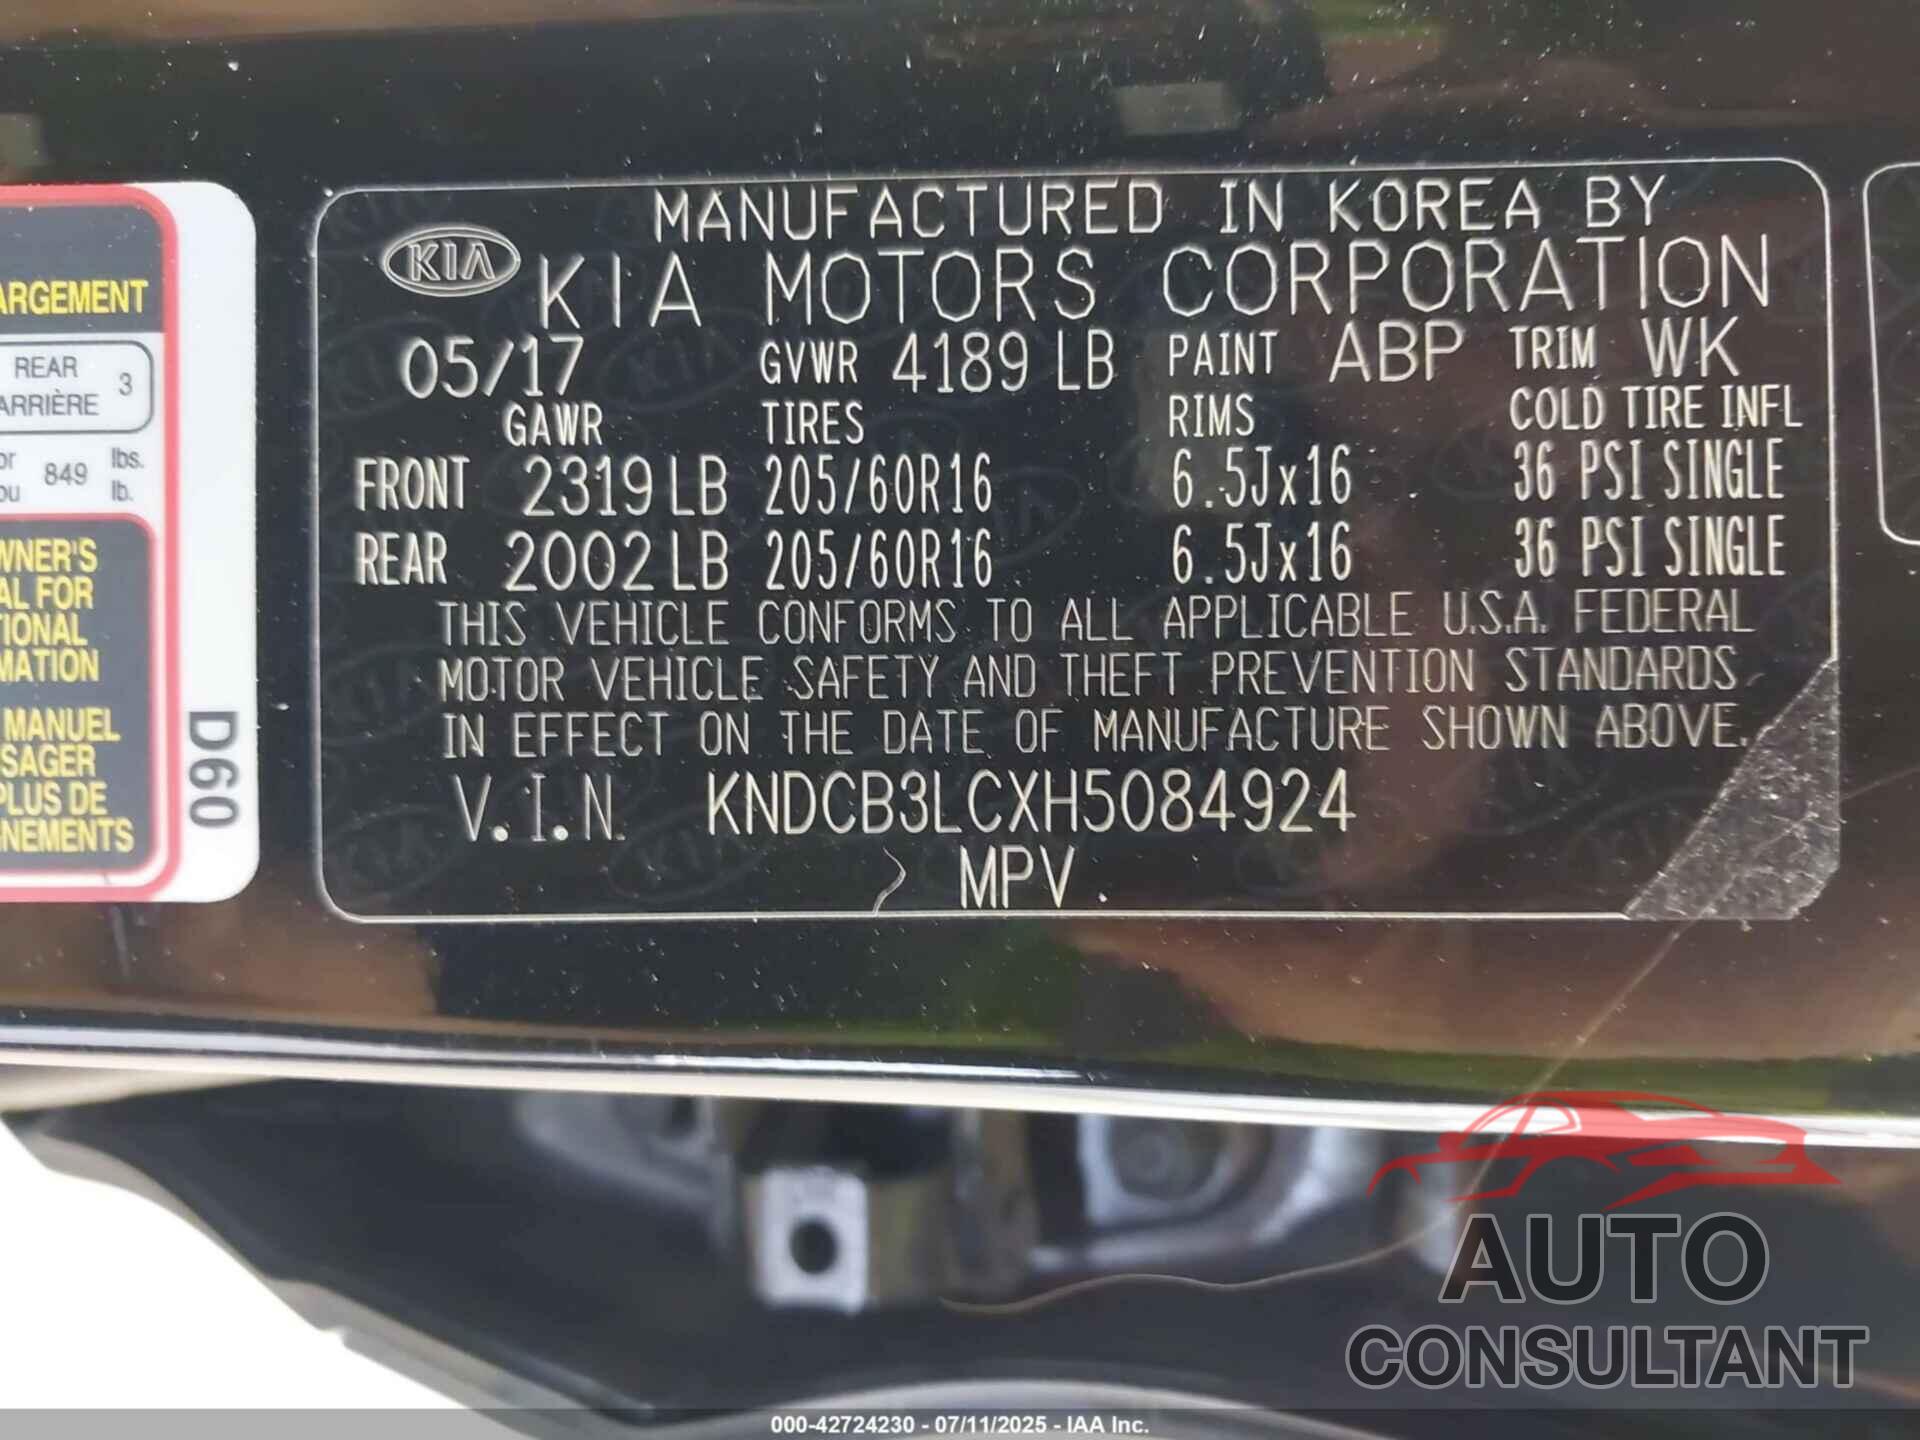 ARGEMENT
REAR
ARRIÈRE 3
849 lbs.
lb.
WNER'S
AL FOR
TIONAL
MATION
MANUEL
SAGER
PLUS DE
GNEMENTS
D60
KIA
MANUFACTURED IN KOREA BY
KIA MOTORS CORPORATION
05/17 GVWR 4189 LB PAINT ABP TRIM WK
GAWR TIRES RIMS COLD TIRE INFL
FRONT 2319 LB 205/60R16 6.5Jx16 36 PSI SINGLE
REAR 2002 LB 205/60R16 6.5Jx16 36 PSI SINGLE
THIS VEHICLE CONFORMS TO ALL APPLICABLE U.S.A. FEDERAL
MOTOR VEHICLE SAFETY AND THEFT PREVENTION STANDARDS
IN EFFECT ON THE DATE OF MANUFACTURE SHOWN ABOVE.
V.I.N. KNDCB3LCXH5084924
MPV
AUTO
CONSULTANT
000-42724230 - 07/11/2025 - IAA Inc.